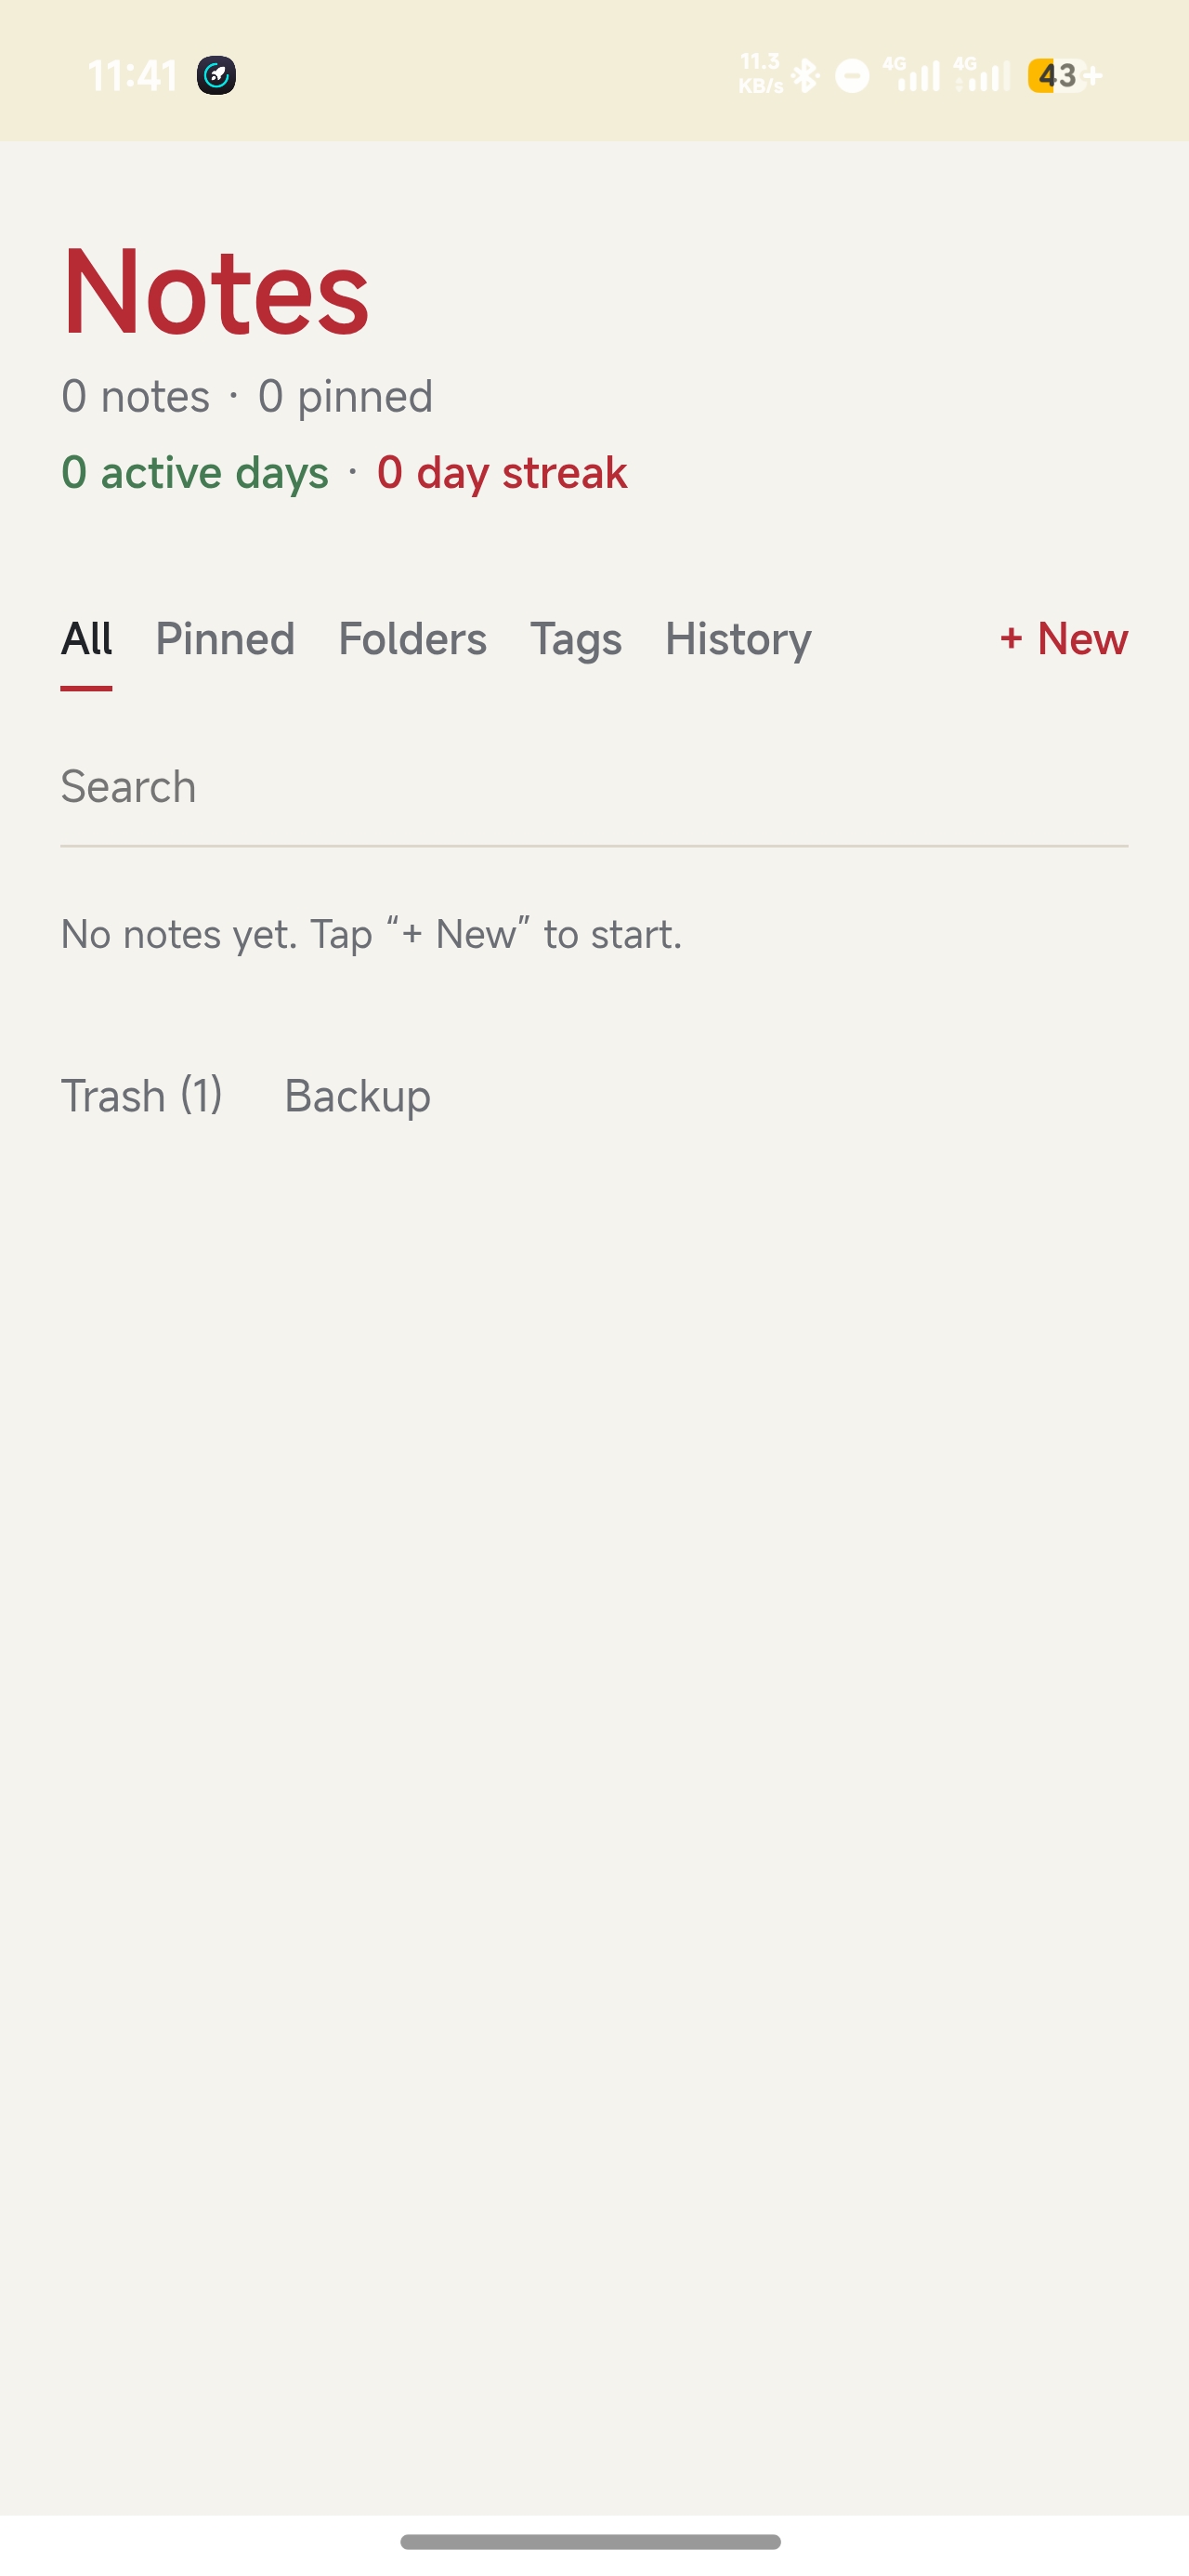 11:41 11.3 KB/s 4G 4G 43
Notes
0 notes · 0 pinned
0 active days · 0 day streak
All Pinned Folders Tags History + New
Search
No notes yet. Tap “+ New” to start.
Trash (1) Backup